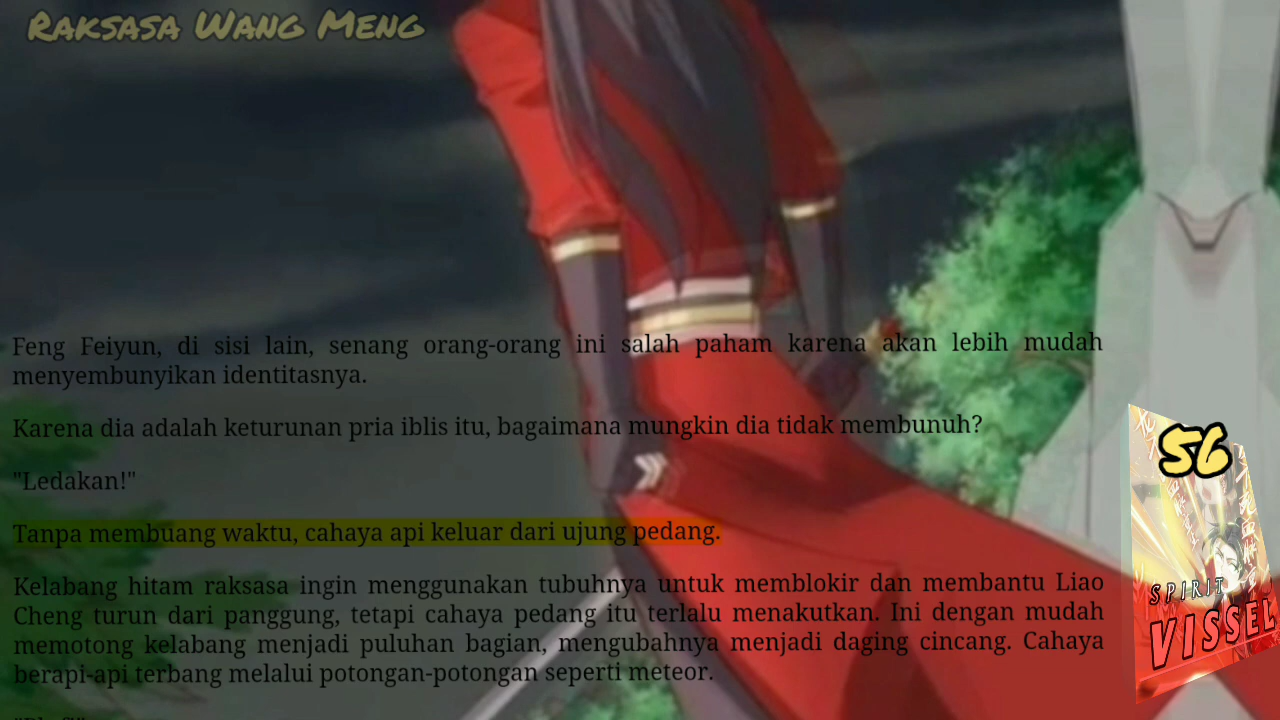 Raksasa Wang Meng
Feng Feiyun, di sisi lain, senang orang-orang ini salah paham karena akan lebih mudah
menyembunyikan identitasnya.
Karena dia adalah keturunan pria iblis itu, bagaimana mungkin dia tidak membunuh?
"Ledakan!"
Tanpa membuang waktu, cahaya api keluar dari ujung pedang.
Kelabang hitam raksasa ingin menggunakan tubuhnya untuk memblokir dan membantu Liao
Cheng turun dari panggung, tetapi cahaya pedang itu terlalu menakutkan. Ini dengan mudah
memotong kelabang menjadi puluhan bagian, mengubahnya menjadi daging cincang. Cahaya
berapi-api terbang melalui potongan-potongan seperti meteor.
56
SPIRIT
VISSEL